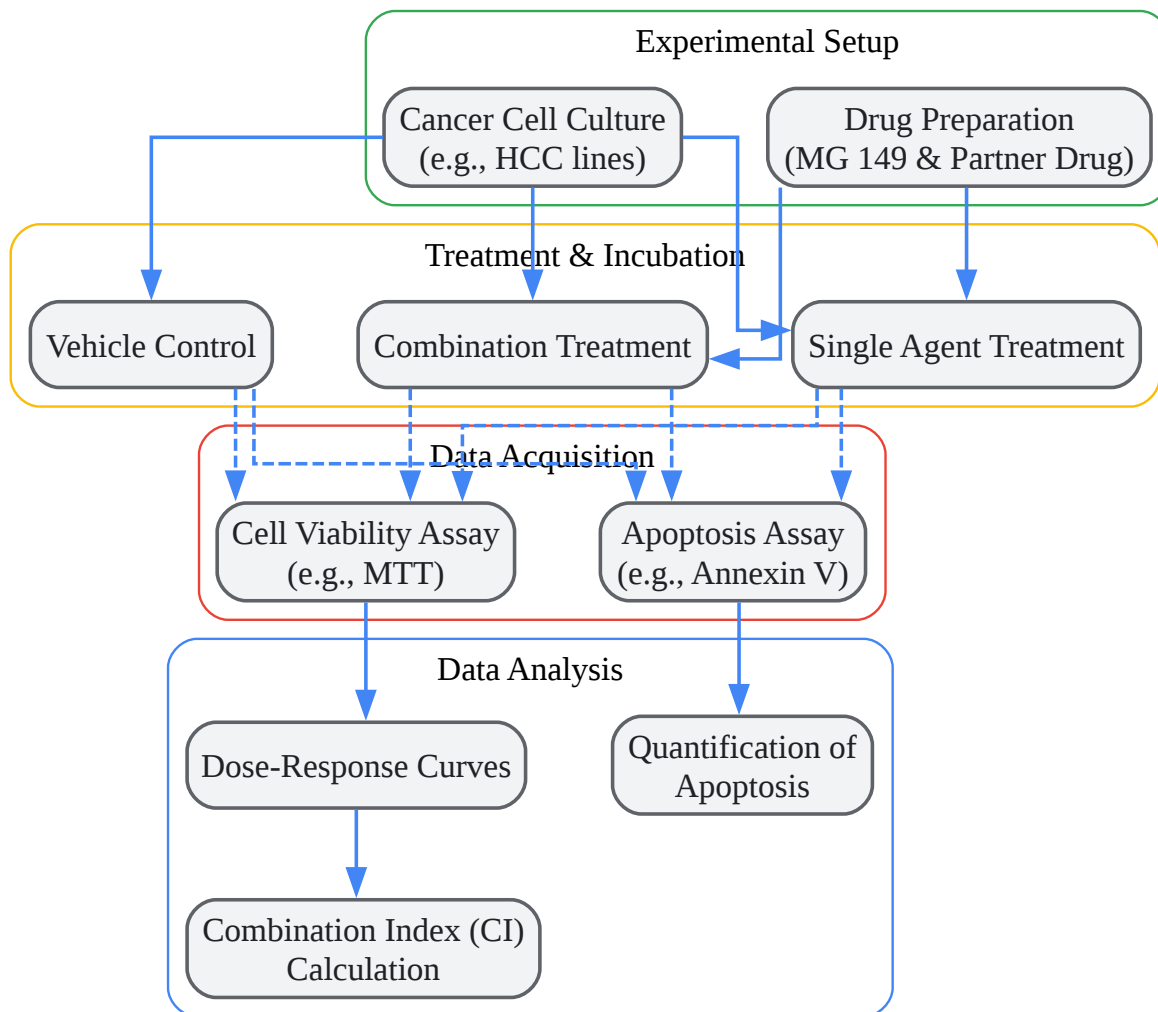 Experimental Setup
Cancer Cell Culture
(e.g., HCC lines)
Drug Preparation
(MG 149 & Partner Drug)
Treatment & Incubation
Vehicle Control
Combination Treatment
Single Agent Treatment
Data Acquisition
Cell Viability Assay
(e.g., MTT)
Apoptosis Assay
(e.g., Annexin V)
Data Analysis
Dose-Response Curves
Quantification of
Apoptosis
Combination Index (CI)
Calculation